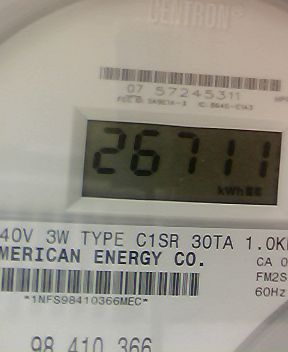 CENTRON®
07 57245311
26711
kWh
40V 3W TYPE C1SR 30TA 1.0K
MERICAN ENERGY CO.
CA 0
FM2S
*1NFS98410366MEC*
60Hz
98 410 366